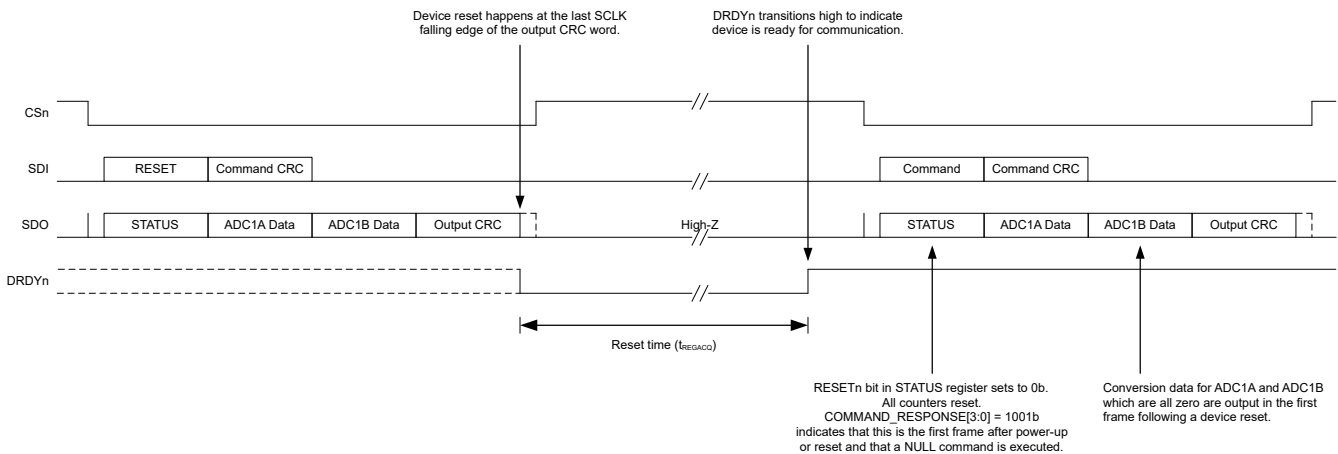 Device reset happens at the last SCLK
falling edge of the output CRC word.
DRDYn transitions high to indicate
device is ready for communication.
CSn
SDI RESET Command CRC Command Command CRC
SDO STATUS ADC1A Data ADC1B Data Output CRC High-Z STATUS ADC1A Data ADC1B Data Output CRC
DRDYn
Reset time (tREGACQ)
RESETn bit in STATUS register sets to 0b.
All counters reset.
COMMAND_RESPONSE[3:0] = 1001b
indicates that this is the first frame after power-up
or reset and that a NULL command is executed.
Conversion data for ADC1A and ADC1B
which are all zero are output in the first
frame following a device reset.